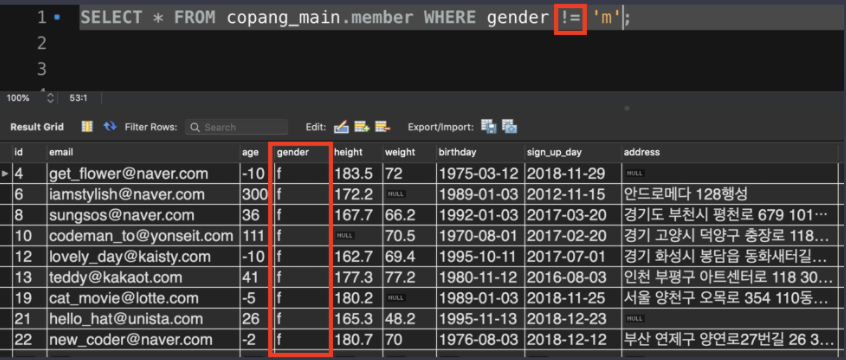 1 SELECT * FROM copang_main.member WHERE gender != 'm';
2
3
4
100% 53:1
Result Grid Filter Rows: Search Edit: Export/Import:
id email age gender height weight birthday sign_up_day address
4 get_flower@naver.com -10 f 183.5 72 1975-03-12 2018-11-29 NULL
6 iamstylish@naver.com 300 f 172.2 NULL 1989-01-03 2012-11-15 안드로메다 128행성
8 sungsos@naver.com 36 f 167.7 66.2 1992-01-03 2017-03-20 경기도 부천시 평천로 679 101…
10 codeman_to@yonseit.com 111 f NULL 70.5 1970-08-01 2017-02-20 경기 고양시 덕양구 충장로 118…
12 lovely_day@kaisty.com -10 f 162.7 69.4 1995-10-11 2017-07-01 경기 화성시 봉담읍 동화새터길…
13 teddy@kakaot.com 41 f 177.3 77.2 1980-11-12 2016-08-03 인천 부평구 아트센터로 118 30…
19 cat_movie@lotte.com -5 f 180.2 NULL 1989-01-03 2018-11-25 서울 양천구 오목로 354 110동…
21 hello_hat@unista.com 26 f 165.3 48.2 1995-11-13 2018-12-23 NULL
22 new_coder@naver.com -2 f 180.7 70 1976-08-03 2018-12-12 부산 연제구 양연로27번길 26 3…